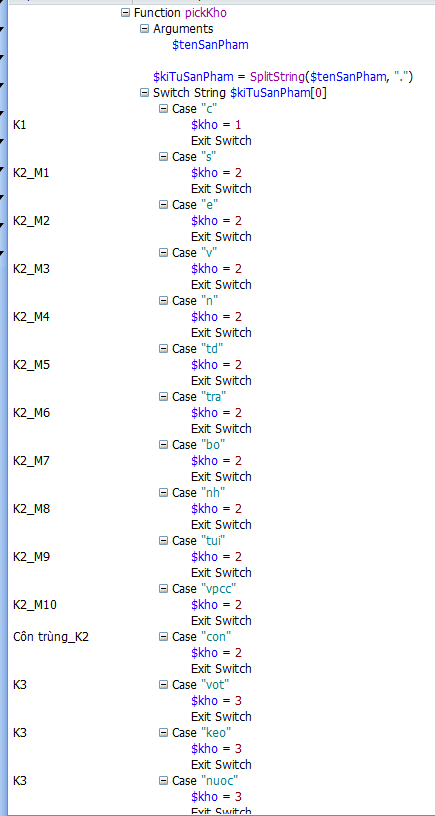 Function pickKho
Arguments
$tenSanPham
$kiTuSanPham = SplitString($tenSanPham, ".")
Switch String $kiTuSanPham[0]
Case "c"
K1 $kho = 1
Exit Switch
Case "s"
K2_M1 $kho = 2
Exit Switch
Case "e"
K2_M2 $kho = 2
Exit Switch
Case "v"
K2_M3 $kho = 2
Exit Switch
Case "n"
K2_M4 $kho = 2
Exit Switch
Case "td"
K2_M5 $kho = 2
Exit Switch
Case "tra"
K2_M6 $kho = 2
Exit Switch
Case "bo"
K2_M7 $kho = 2
Exit Switch
Case "nh"
K2_M8 $kho = 2
Exit Switch
Case "tui"
K2_M9 $kho = 2
Exit Switch
Case "vpcc"
K2_M10 $kho = 2
Exit Switch
Côn trùng_K2 Case "con"
$kho = 2
Exit Switch
K3 Case "vot"
$kho = 3
Exit Switch
K3 Case "keo"
$kho = 3
Exit Switch
K3 Case "nuoc"
$kho = 3
Exit Switch